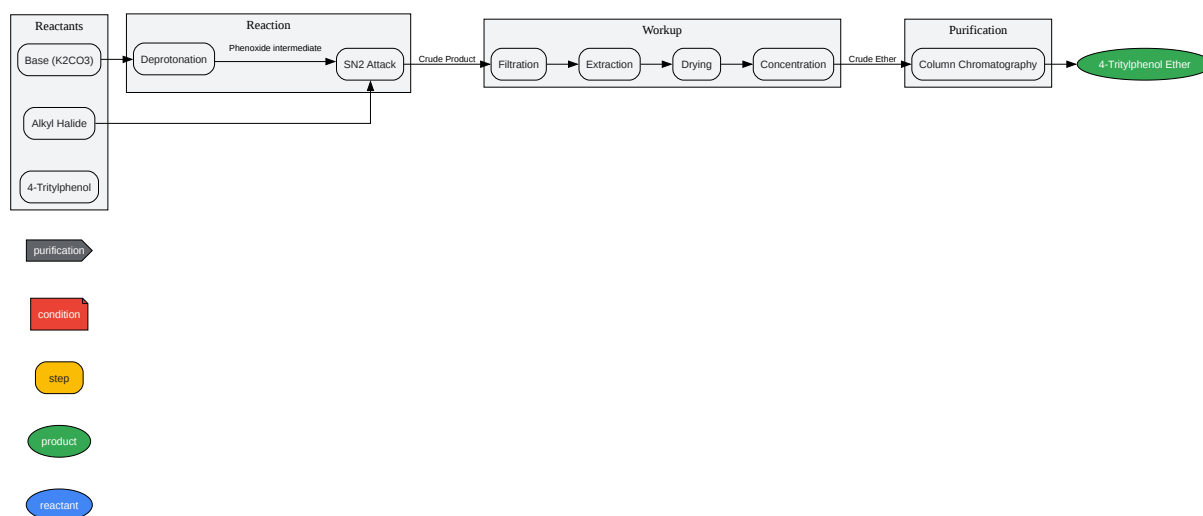 Reactants
Base (K2CO3)
Alkyl Halide
4-Tritylphenol
Reaction
Deprotonation
Phenoxide intermediate
SN2 Attack
Crude Product
Workup
Filtration
Extraction
Drying
Concentration
Crude Ether
Purification
Column Chromatography
4-Tritylphenol Ether
purification
condition
step
product
reactant